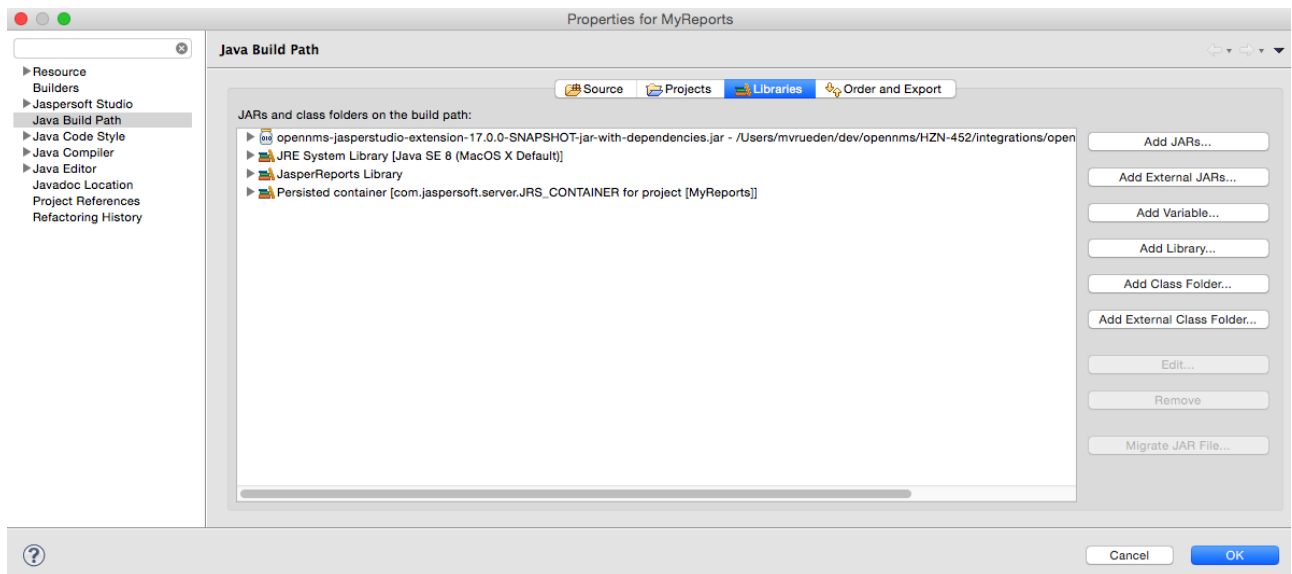 Properties for MyReports
Resource
Builders
Jaspersoft Studio
Java Build Path
Java Code Style
Java Compiler
Java Editor
Javadoc Location
Project References
Refactoring History
Java Build Path
Source Projects Libraries Order and Export
JARs and class folders on the build path:
opennms-jasperstudio-extension-17.0.0-SNAPSHOT-jar-with-dependencies.jar - /Users/mvrueden/dev/opennms/HZN-452/integrations/open
JRE System Library [Java SE 8 (MacOS X Default)]
JasperReports Library
Persisted container [com.jaspersoft.server.JRS_CONTAINER for project [MyReports]]
Add JARs...
Add External JARs...
Add Variable...
Add Library...
Add Class Folder...
Add External Class Folder...
Edit...
Remove
Migrate JAR File...
?
Cancel OK